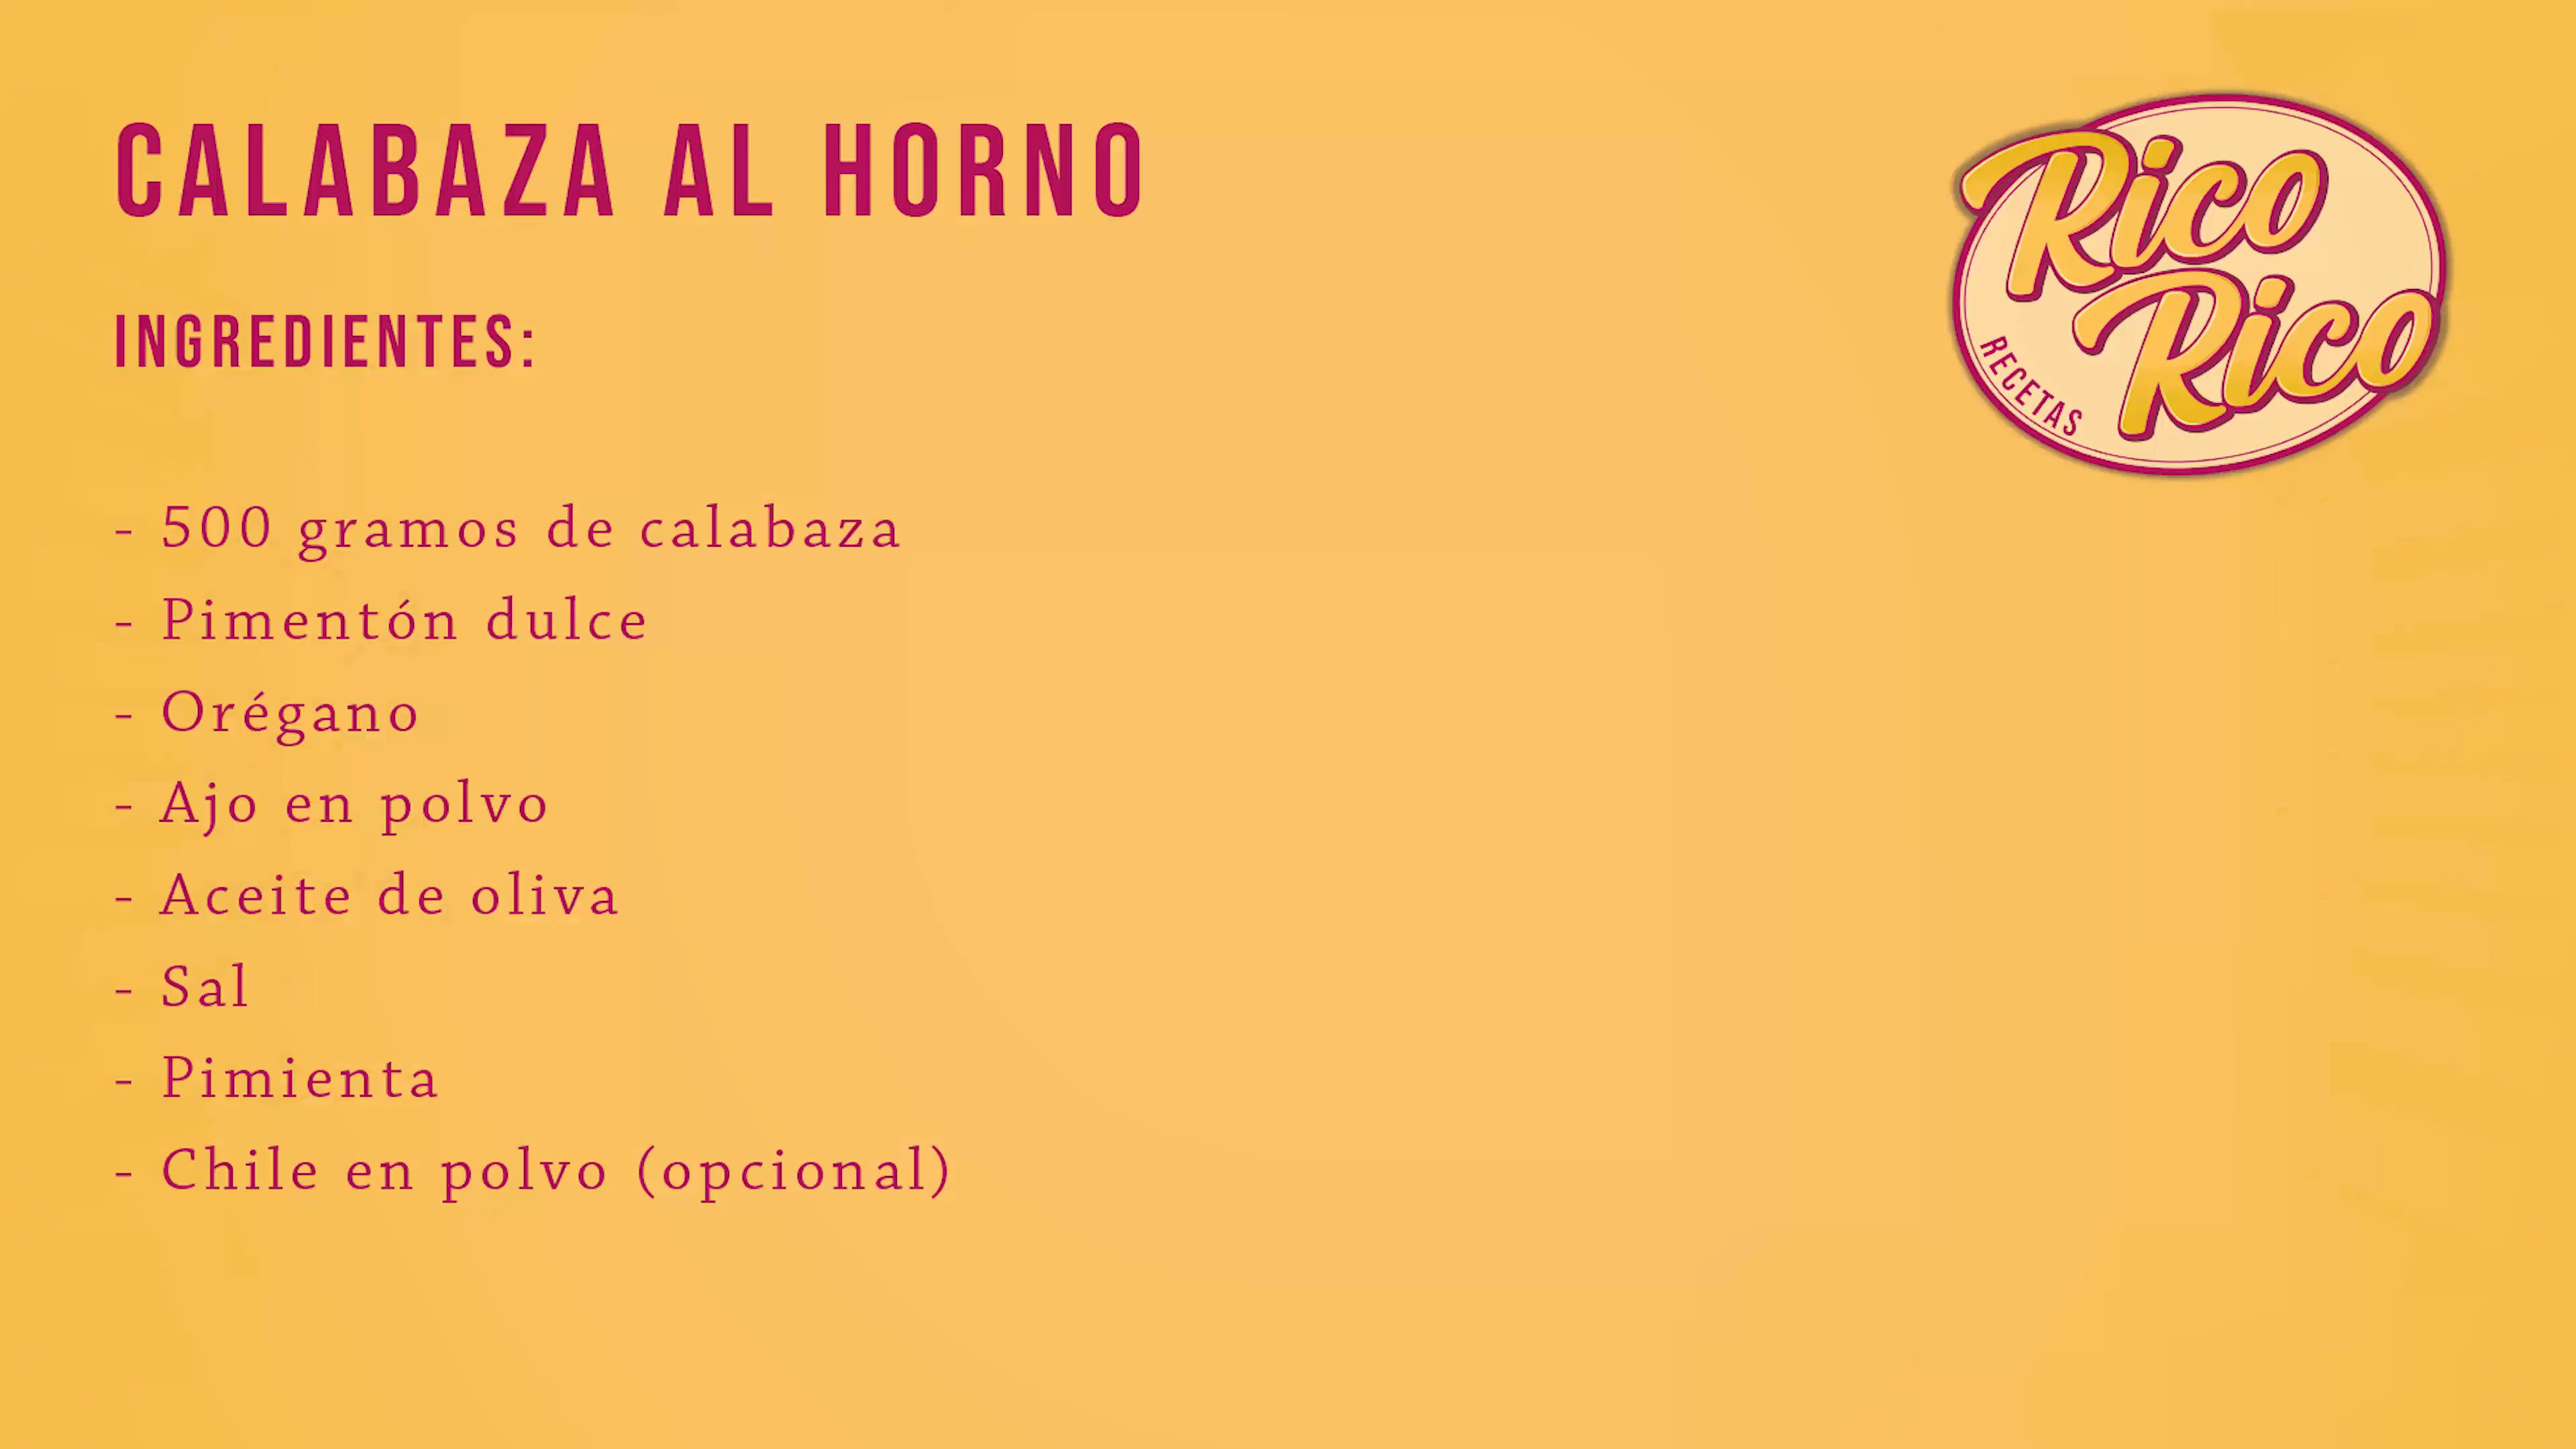 CALABAZA AL HORNO
INGREDIENTES:
- 500 gramos de calabaza
- Pimentón dulce
- Orégano
- Ajo en polvo
- Aceite de oliva
- Sal
- Pimienta
- Chile en polvo (opcional)
Rico
Rico
RECETAS